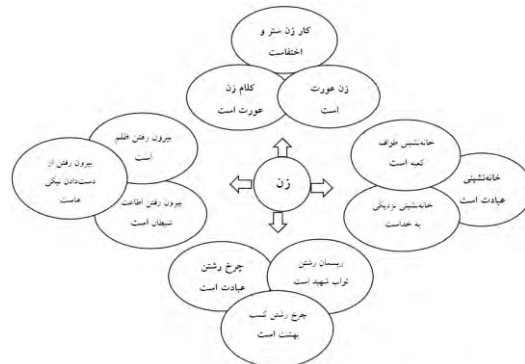 کار زن ستر و
اختفاست
کلام زن
عورت است
زن عورت
است
بیرون رفتن ظلم
است
بیرون رفتن از
دست‌دادن نیکی
هاست
بیرون رفتن اطاعت
شیطان است
زن
خانه‌نشینی طواف
کعبه است
خانه‌نشینی
عبادت است
خانه‌نشینی نزدیکی
به خداست
چرخ رشتن
عبادت است
ریسمان رشتن
ثواب شهید است
چرخ رشتن کسب
بهشت است